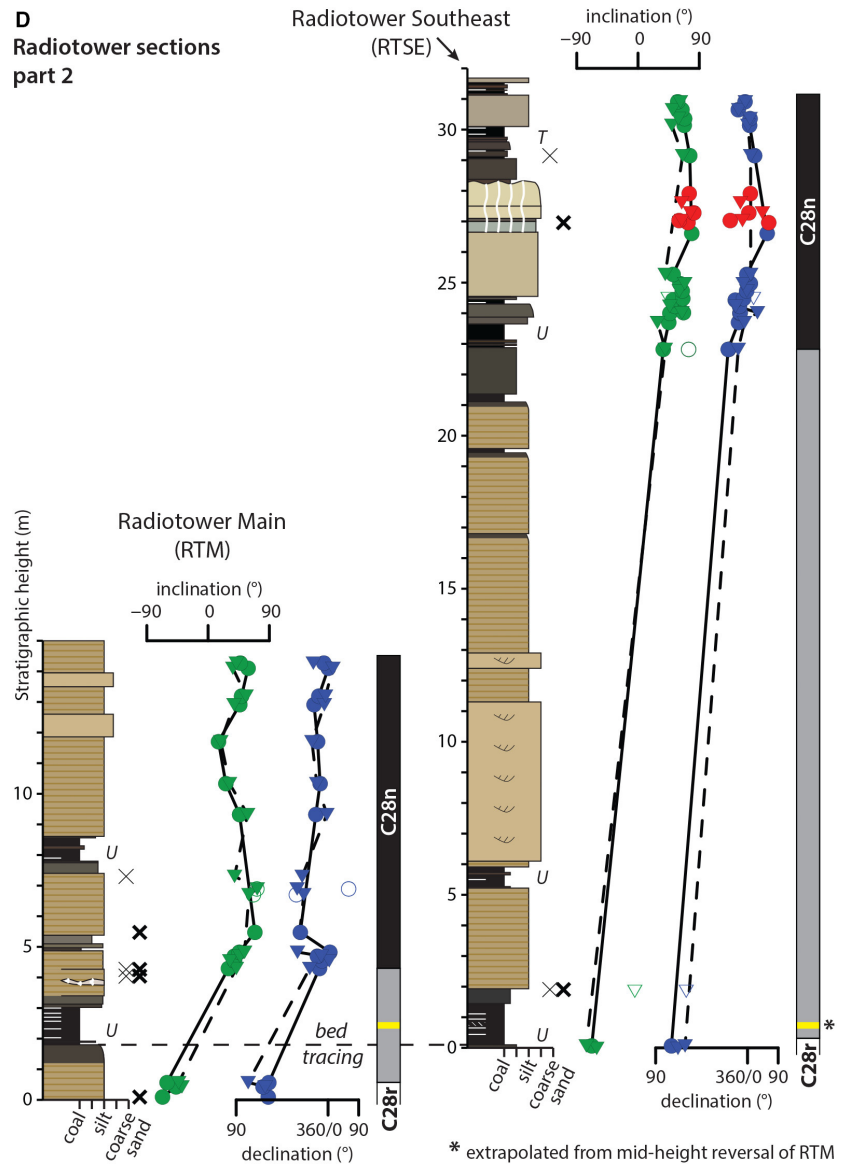 D
Radiotower sections
part 2
Radiotower Southeast
(RTSE)
inclination (°)
−90 0 90
30
25
20
15
10
5
0
T
U
U
U
C28n
C28r
*
coal
silt
coarse
sand
90 360/0 90
declination (°)
Radiotower Main
(RTM)
inclination (°)
−90 0 90
Stratigraphic height (m)
10
5
0
U
U
C28n
C28r
bed
tracing
coal
silt
coarse
sand
90 360/0 90
declination (°)
* extrapolated from mid-height reversal of RTM